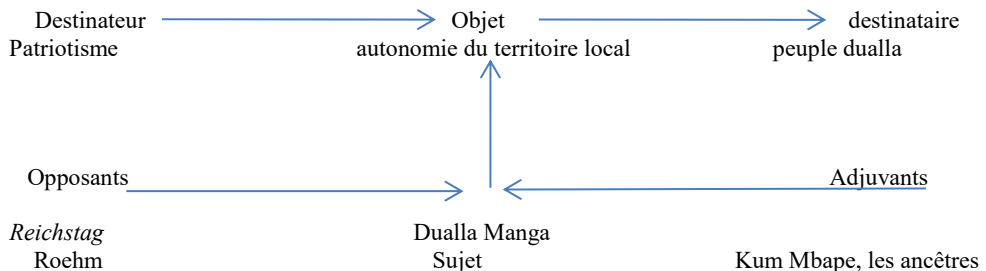 Destinateur Objet destinataire
Patriotisme autonomie du territoire local peuple dualla
Opposants Adjuvants
Reichstag Dualla Manga
Roehm Sujet Kum Mbape, les ancêtres